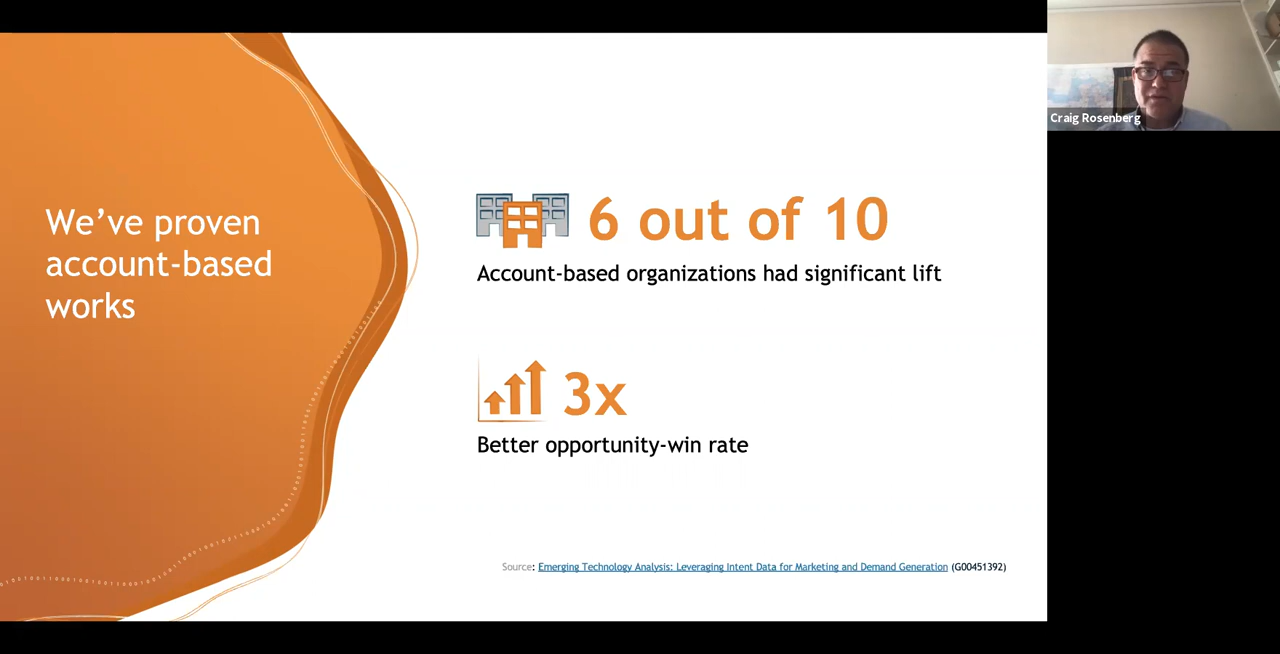 We’ve proven
account-based
works
6 out of 10
Account-based organizations had significant lift
3x
Better opportunity-win rate
Source: Emerging Technology Analysis: Leveraging Intent Data for Marketing and Demand Generation (G00451392)
Craig Rosenberg